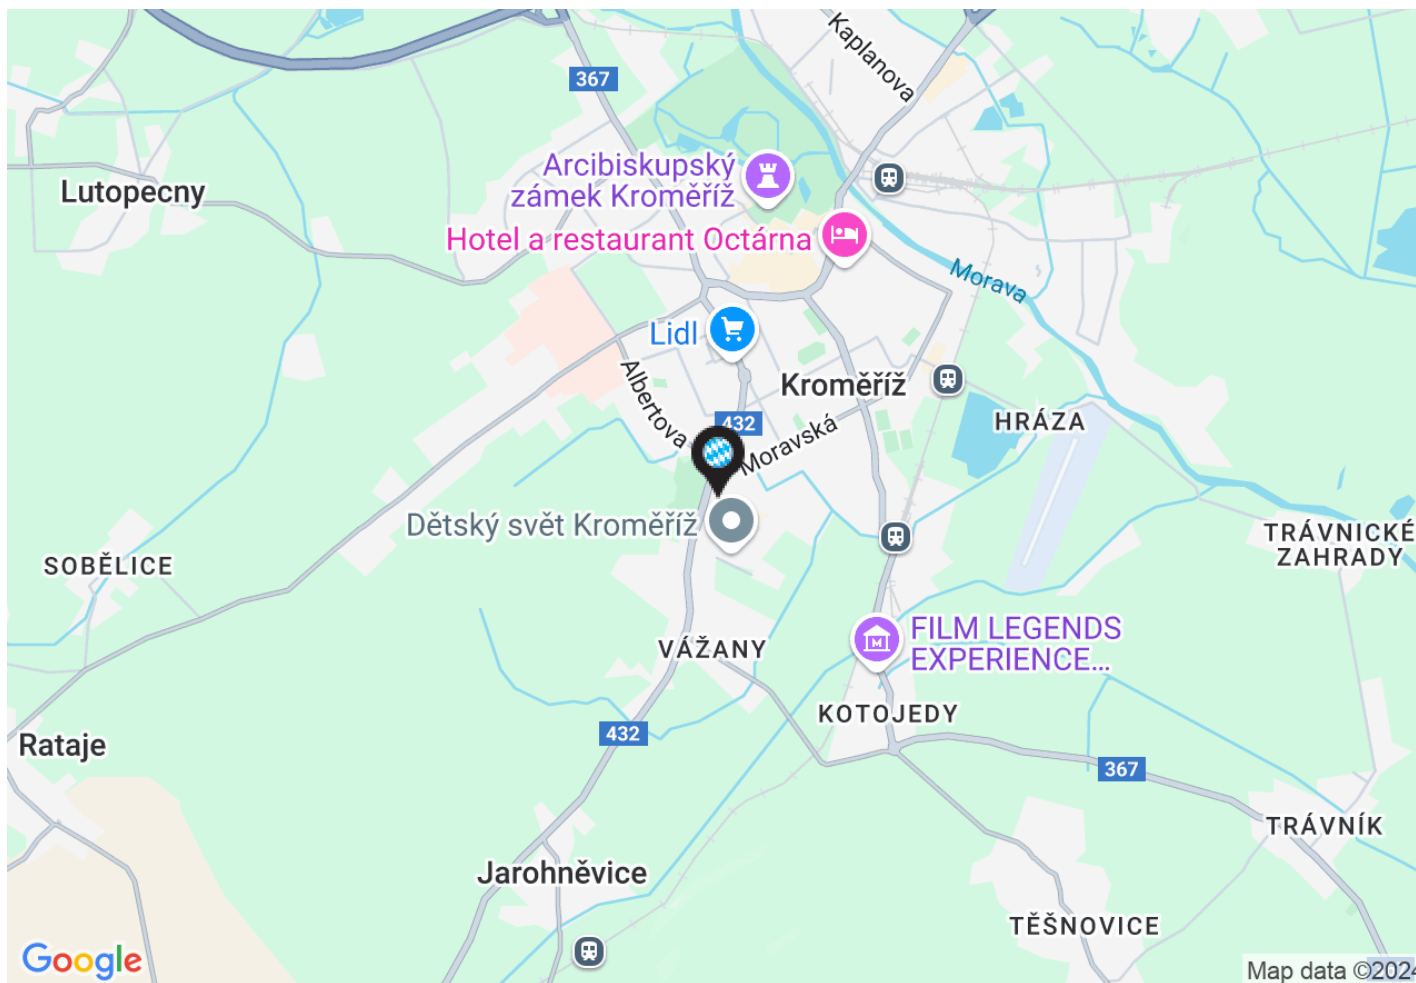 Kaplanova
367
Arcibiskupský
zámek Kroměříž
Lutopecny
Hotel a restaurant Octárna
Morava
Lidl
Albertova
Kroměříž
432
Moravská
HRÁZA
Dětský svět Kroměříž
TRÁVNICKÉ
ZAHRADY
SOBĚLICE
FILM LEGENDS
EXPERIENCE...
VÁŽANY
KOTOJEDY
432
Rataje
367
TRÁVNÍK
Jarohněvice
TĚŠNOVICE
Google
Map data ©2024